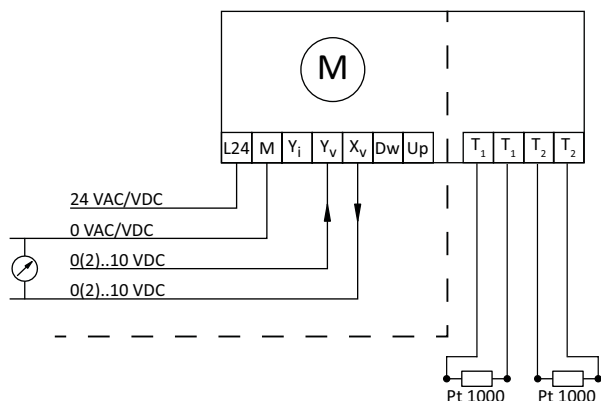 M
L24 M Yi Yv Xv Dw Up T1 T1 T2 T2
24 VAC/VDC
0 VAC/VDC
0(2)..10 VDC
0(2)..10 VDC
Pt 1000 Pt 1000